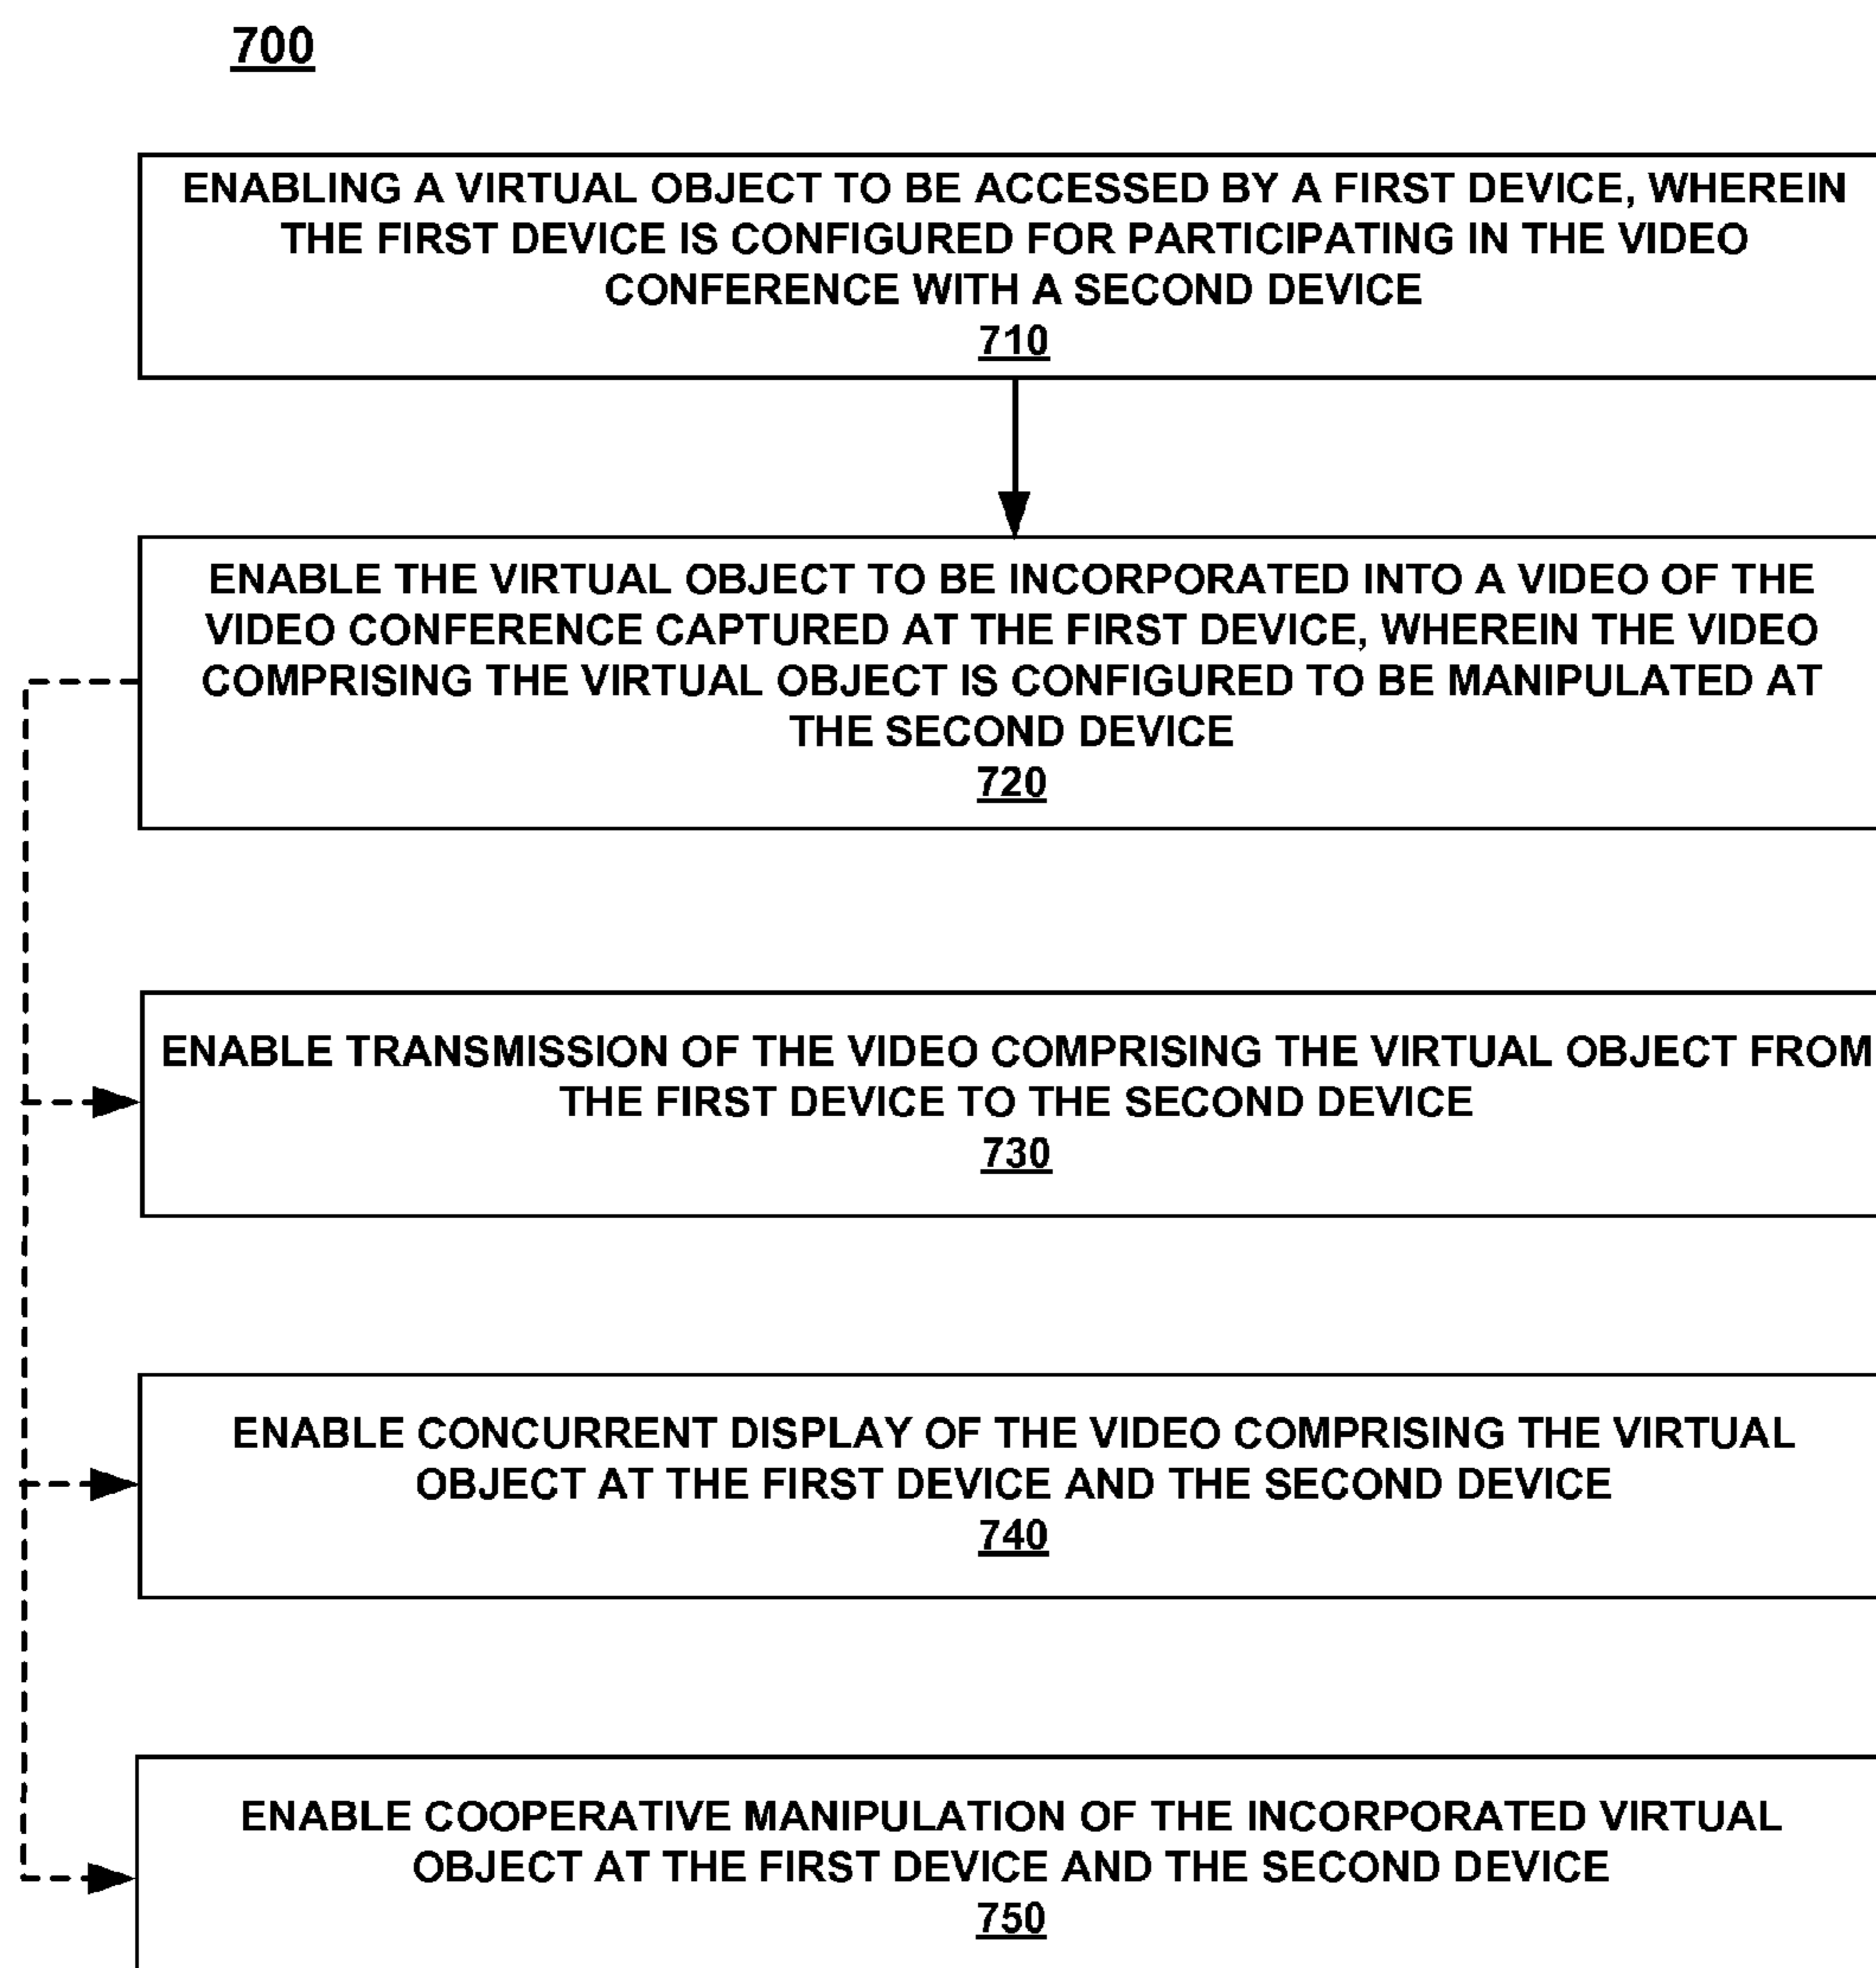 700
ENABLING A VIRTUAL OBJECT TO BE ACCESSED BY A FIRST DEVICE, WHEREIN
THE FIRST DEVICE IS CONFIGURED FOR PARTICIPATING IN THE VIDEO
CONFERENCE WITH A SECOND DEVICE
710
ENABLE THE VIRTUAL OBJECT TO BE INCORPORATED INTO A VIDEO OF THE
VIDEO CONFERENCE CAPTURED AT THE FIRST DEVICE, WHEREIN THE VIDEO
COMPRISING THE VIRTUAL OBJECT IS CONFIGURED TO BE MANIPULATED AT
THE SECOND DEVICE
720
ENABLE TRANSMISSION OF THE VIDEO COMPRISING THE VIRTUAL OBJECT FROM
THE FIRST DEVICE TO THE SECOND DEVICE
730
ENABLE CONCURRENT DISPLAY OF THE VIDEO COMPRISING THE VIRTUAL
OBJECT AT THE FIRST DEVICE AND THE SECOND DEVICE
740
ENABLE COOPERATIVE MANIPULATION OF THE INCORPORATED VIRTUAL
OBJECT AT THE FIRST DEVICE AND THE SECOND DEVICE
750